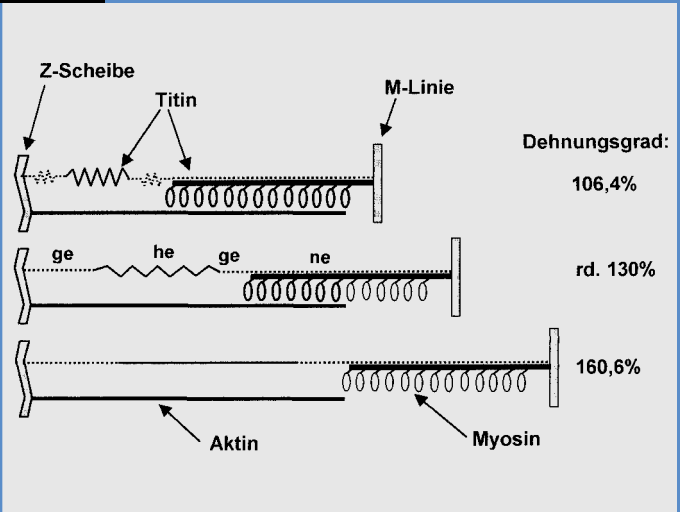 Z-Scheibe
Titin
M-Linie
Dehnungsgrad:
106,4%
ge
he
ge
ne
rd. 130%
160,6%
Aktin
Myosin